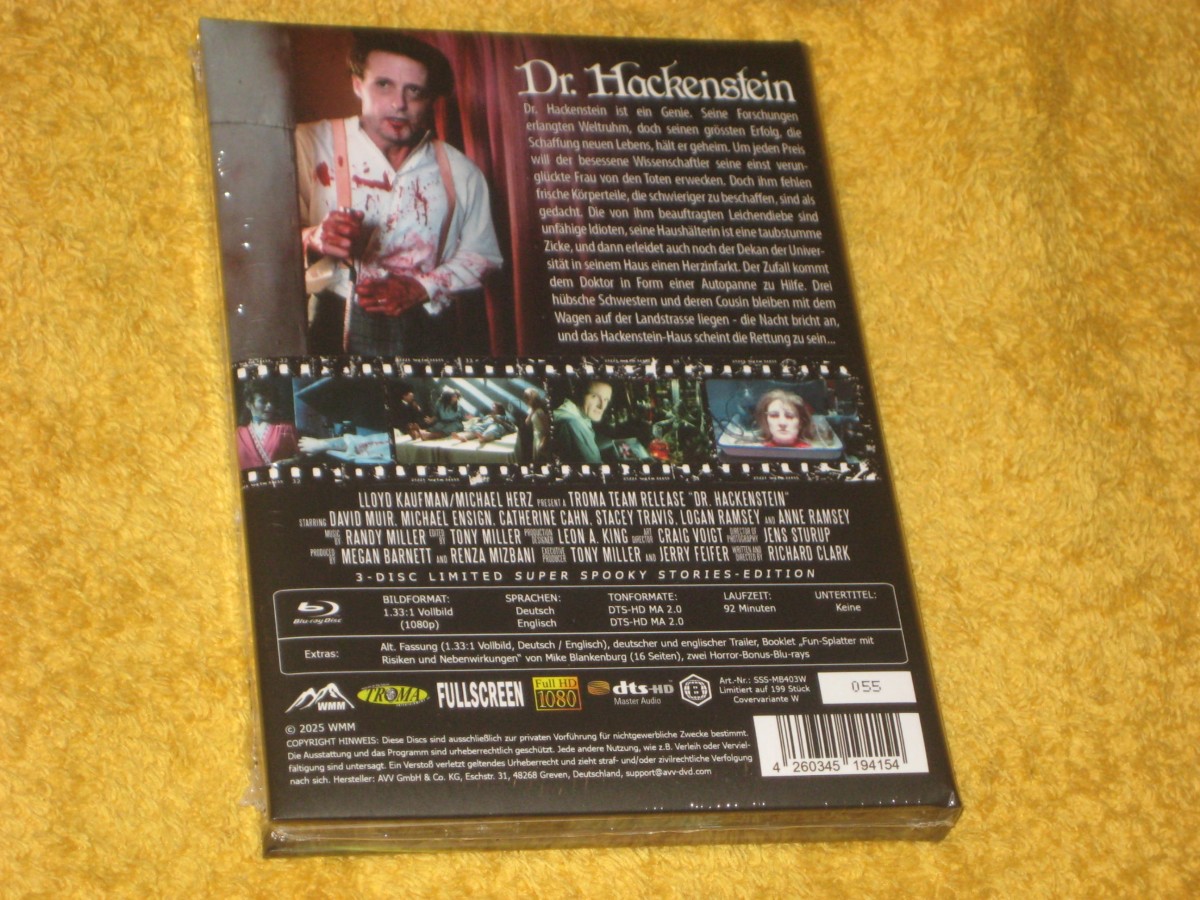 Dr. Hackenstein
Dr. Hackenstein ist ein Genie. Seine Forschungen
erlangten Weltruhm, doch seinen grössten Erfolg, die
Schaffung neuen Lebens, hält er geheim. Um jeden Preis
will der besessene Wissenschaftler seine einst verun-
glückte Frau von den Toten erwecken. Doch ihm fehlen
frische Körperteile, die schwieriger zu beschaffen, sind als
gedacht. Die von ihm beauftragten Leichendiebe sind
unfähige Idioten, seine Haushälterin ist eine taubstumme
Zicke, und dann erleidet auch noch der Dekan der Univer-
sität in seinem Haus einen Herzinfarkt. Der Zufall kommt
dem Doktor in Form einer Autopanne zu Hilfe. Drei
hübsche Schwestern und deren Cousin bleiben mit dem
Wagen auf der Landstrasse liegen - die Nacht bricht an,
und das Hackenstein-Haus scheint die Rettung zu sein...
LLOYD KAUFMAN/MICHAEL HERZ PRESENT A TROMA TEAM RELEASE "DR. HACKENSTEIN"
STARRING DAVID MUIR, MICHAEL ENSIGN, CATHERINE CAHN, STACEY TRAVIS, LOGAN RAMSEY AND ANNE RAMSEY
MUSIC BY RANDY MILLER EDITED BY TONY MILLER PRODUCTION DESIGNER LEON A. KING ART DIRECTOR CRAIG VOIGT DIRECTOR OF PHOTOGRAPHY JENS STURUP
PRODUCED BY MEGAN BARNETT AND RENZA MIZBANI EXECUTIVE PRODUCER TONY MILLER AND JERRY FEIFER WRITTEN AND DIRECTED BY RICHARD CLARK
3-DISC LIMITED SUPER SPOOKY STORIES-EDITION
Blu-ray Disc
BILDFORMAT: SPRACHEN: TONFORMATE: LAUFZEIT: UNTERTITEL:
1.33:1 Vollbild Deutsch DTS-HD MA 2.0 92 Minuten Keine
(1080p) Englisch DTS-HD MA 2.0
Extras: Alt. Fassung (1.33:1 Vollbild, Deutsch / Englisch), deutscher und englischer Trailer, Booklet „Fun-Splatter mit
Risiken und Nebenwirkungen" von Mike Blankenburg (16 Seiten), zwei Horror-Bonus-Blu-rays
WMM TROMA FULLSCREEN Full HD 1080 dts-HD Master Audio
Art.-Nr.: SSS-MB403W
Limitiert auf 199 Stück
Covervariante W
055
© 2025 WMM
COPYRIGHT HINWEIS: Diese Discs sind ausschließlich zur privaten Vorführung für nichtgewerbliche Zwecke bestimmt.
Die Ausstattung und das Programm sind urheberrechtlich geschützt. Jede andere Nutzung, wie z.B. Verleih oder Verviel-
fältigung sind untersagt. Ein Verstoß verletzt geltendes Urheberrecht und zieht straf- und/oder zivilrechtliche Verfolgung
nach sich. Hersteller: AVV GmbH & Co. KG, Eschstr. 31, 48268 Greven, Deutschland, support@avv-dvd.com
4 260345 194154